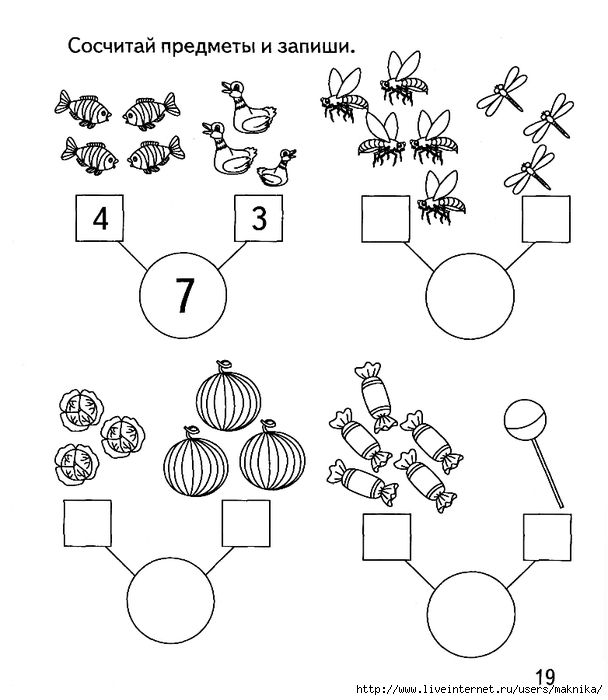 Сосчитай предметы и запиши.
4
3
7
19
http://www.liveinternet.ru/users/maknika/